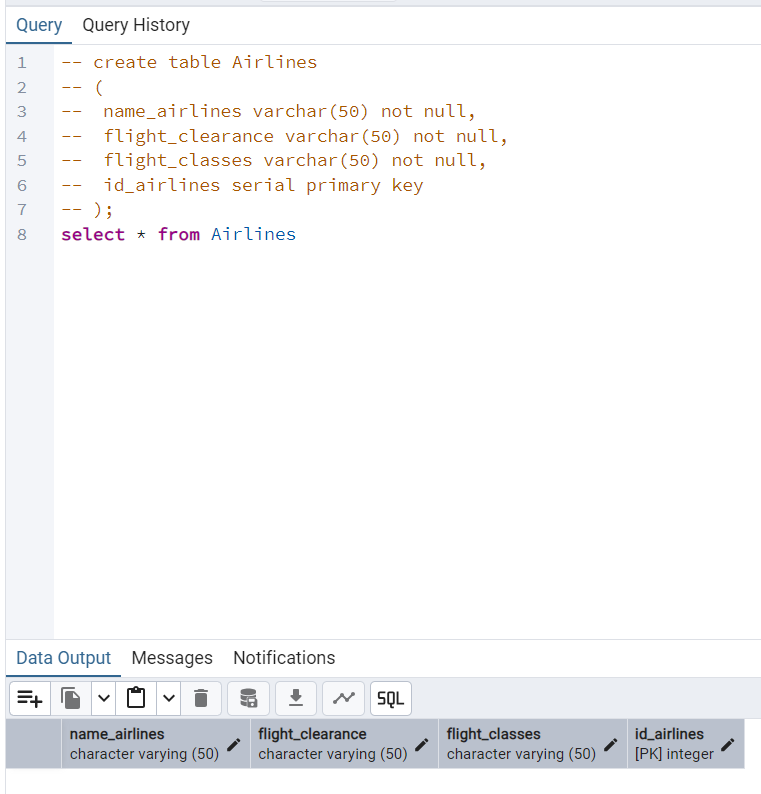 Query Query History
1 -- create table Airlines
2 -- (
3 --  name_airlines varchar(50) not null,
4 --  flight_clearance varchar(50) not null,
5 --  flight_classes varchar(50) not null,
6 --  id_airlines serial primary key
7 -- );
8 select * from Airlines
Data Output Messages Notifications
SQL
name_airlines flight_clearance flight_classes id_airlines
character varying (50) character varying (50) character varying (50) [PK] integer